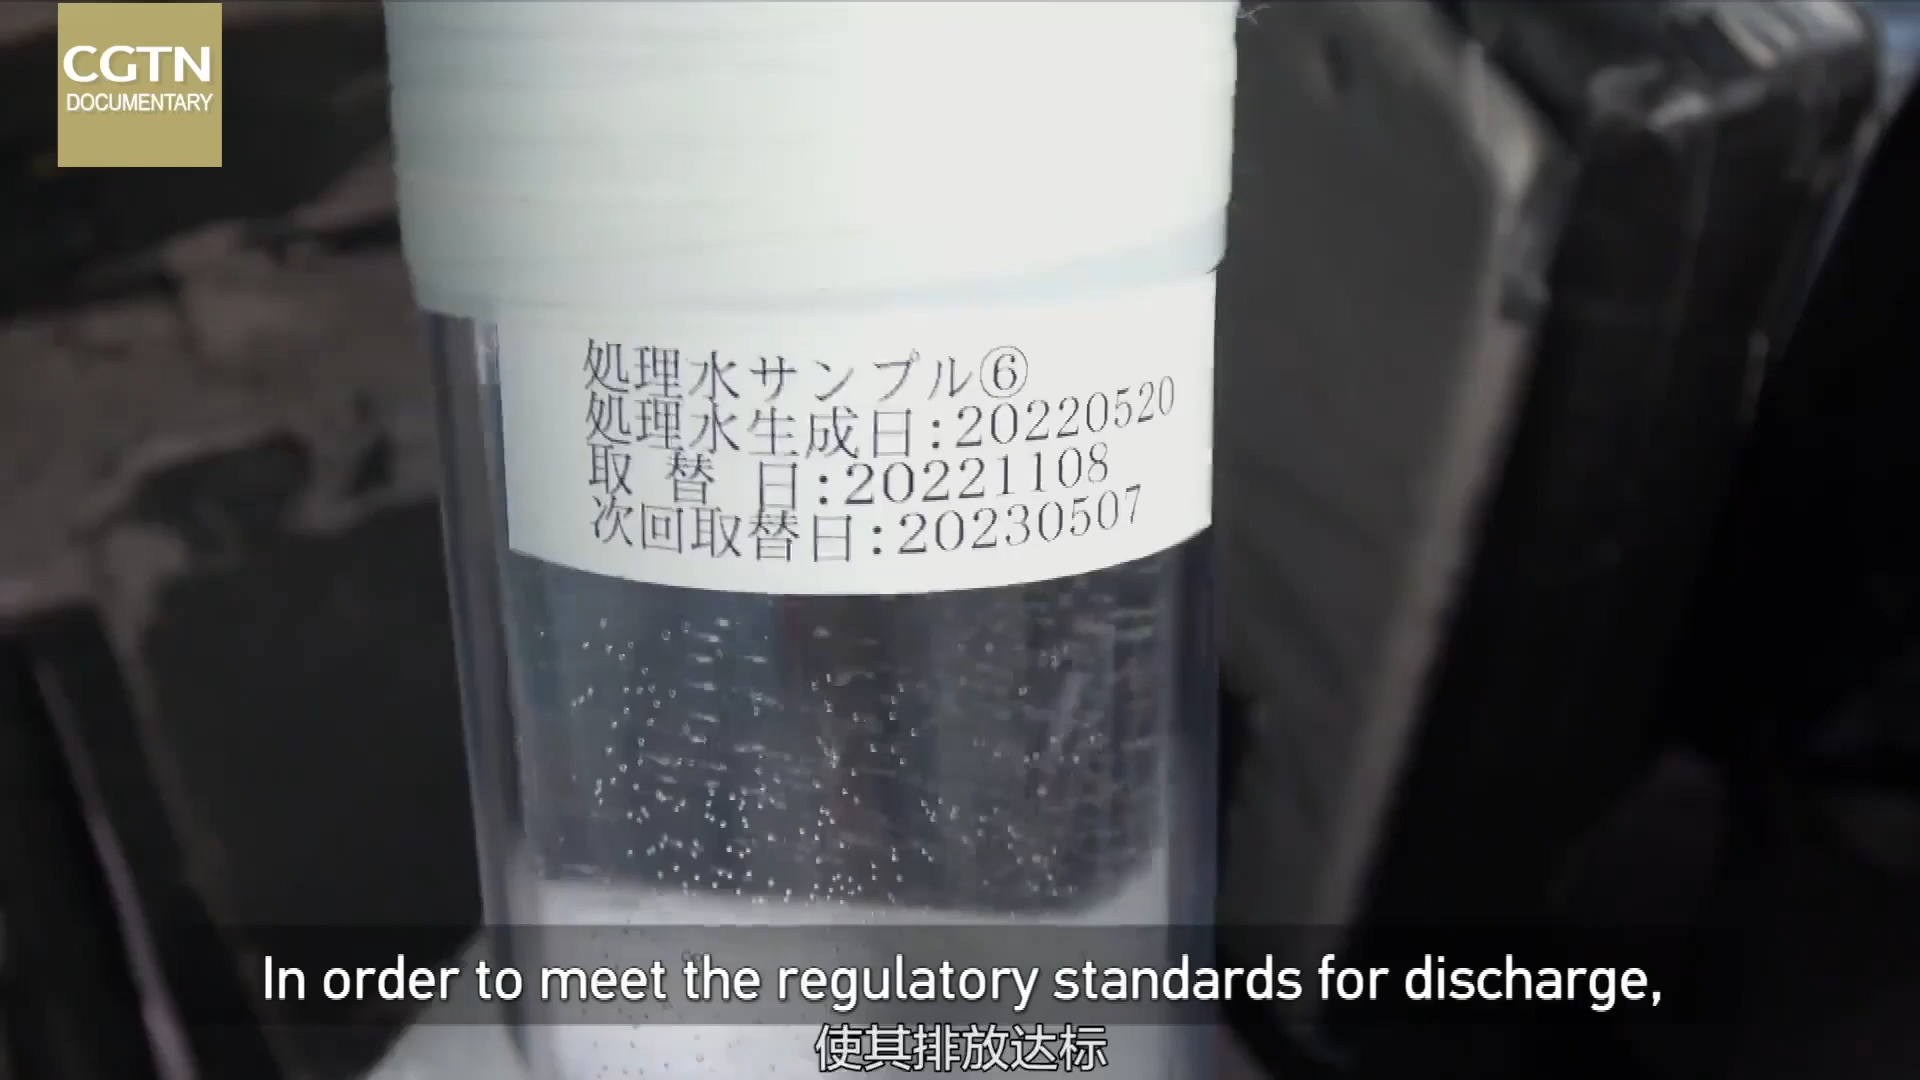 CGTN
DOCUMENTARY
処理水サンプル⑥
処理水生成日:20220520
取 替 日:20221108
次回取替日:20230507
In order to meet the regulatory standards for discharge,
使其排放达标